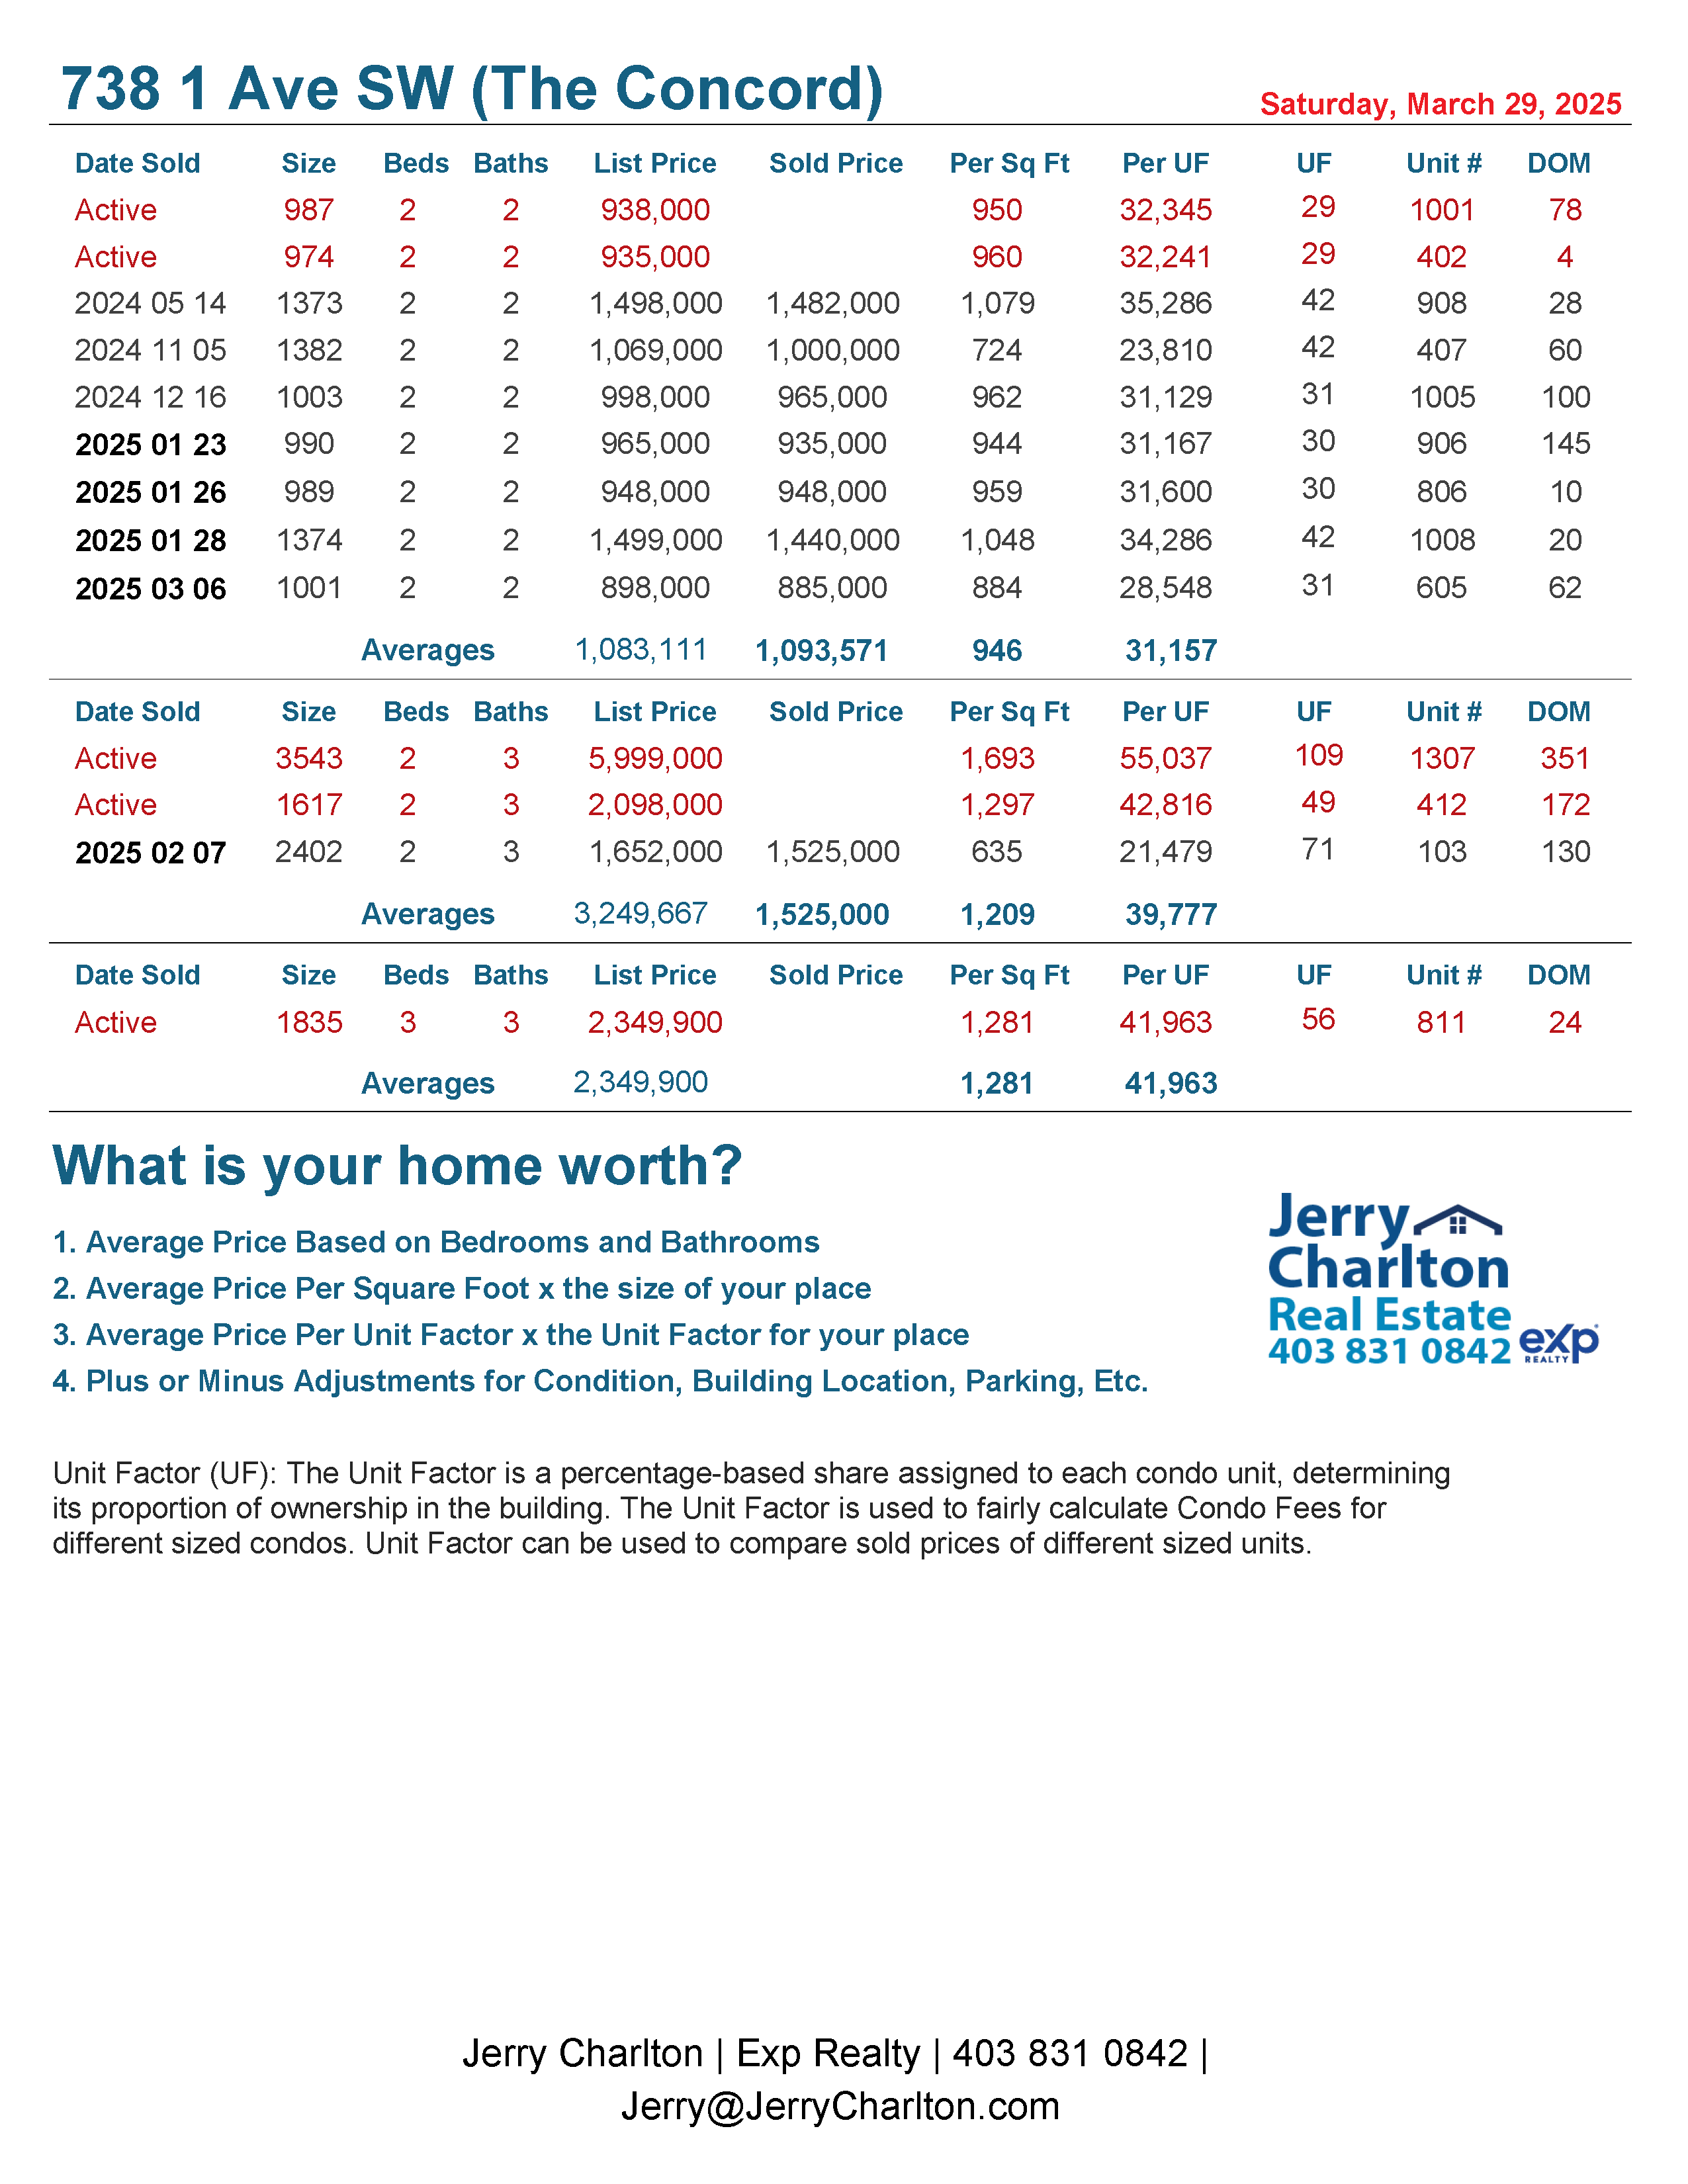 738 1 Ave SW (The Concord)
Saturday, March 29, 2025
Date Sold Size Beds Baths List Price Sold Price Per Sq Ft Per UF UF Unit # DOM
Active 987 2 2 938,000 950 32,345 29 1001 78
Active 974 2 2 935,000 960 32,241 29 402 4
2024 05 14 1373 2 2 1,498,000 1,482,000 1,079 35,286 42 908 28
2024 11 05 1382 2 2 1,069,000 1,000,000 724 23,810 42 407 60
2024 12 16 1003 2 2 998,000 965,000 962 31,129 31 1005 100
2025 01 23 990 2 2 965,000 935,000 944 31,167 30 906 145
2025 01 26 989 2 2 948,000 948,000 959 31,600 30 806 10
2025 01 28 1374 2 2 1,499,000 1,440,000 1,048 34,286 42 1008 20
2025 03 06 1001 2 2 898,000 885,000 884 28,548 31 605 62
Averages 1,083,111 1,093,571 946 31,157
Date Sold Size Beds Baths List Price Sold Price Per Sq Ft Per UF UF Unit # DOM
Active 3543 2 3 5,999,000 1,693 55,037 109 1307 351
Active 1617 2 3 2,098,000 1,297 42,816 49 412 172
2025 02 07 2402 2 3 1,652,000 1,525,000 635 21,479 71 103 130
Averages 3,249,667 1,525,000 1,209 39,777
Date Sold Size Beds Baths List Price Sold Price Per Sq Ft Per UF UF Unit # DOM
Active 1835 3 3 2,349,900 1,281 41,963 56 811 24
Averages 2,349,900 1,281 41,963
What is your home worth?
1. Average Price Based on Bedrooms and Bathrooms
2. Average Price Per Square Foot x the size of your place
3. Average Price Per Unit Factor x the Unit Factor for your place
4. Plus or Minus Adjustments for Condition, Building Location, Parking, Etc.
Jerry
Charlton
Real Estate
403 831 0842
exp
REALTY
Unit Factor (UF): The Unit Factor is a percentage-based share assigned to each condo unit, determining
its proportion of ownership in the building. The Unit Factor is used to fairly calculate Condo Fees for
different sized condos. Unit Factor can be used to compare sold prices of different sized units.
Jerry Charlton | Exp Realty | 403 831 0842 |
Jerry@JerryCharlton.com